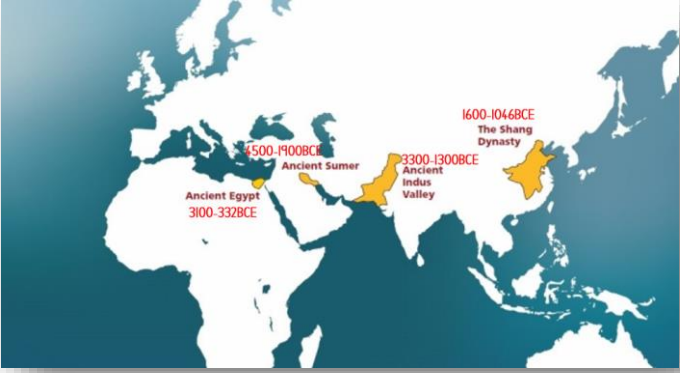 1600-1046BCE
The Shang
Dynasty
4500-1900BCE
Ancient Sumer
3300-1300BCE
Ancient
Indus
Valley
Ancient Egypt
3100-332BCE